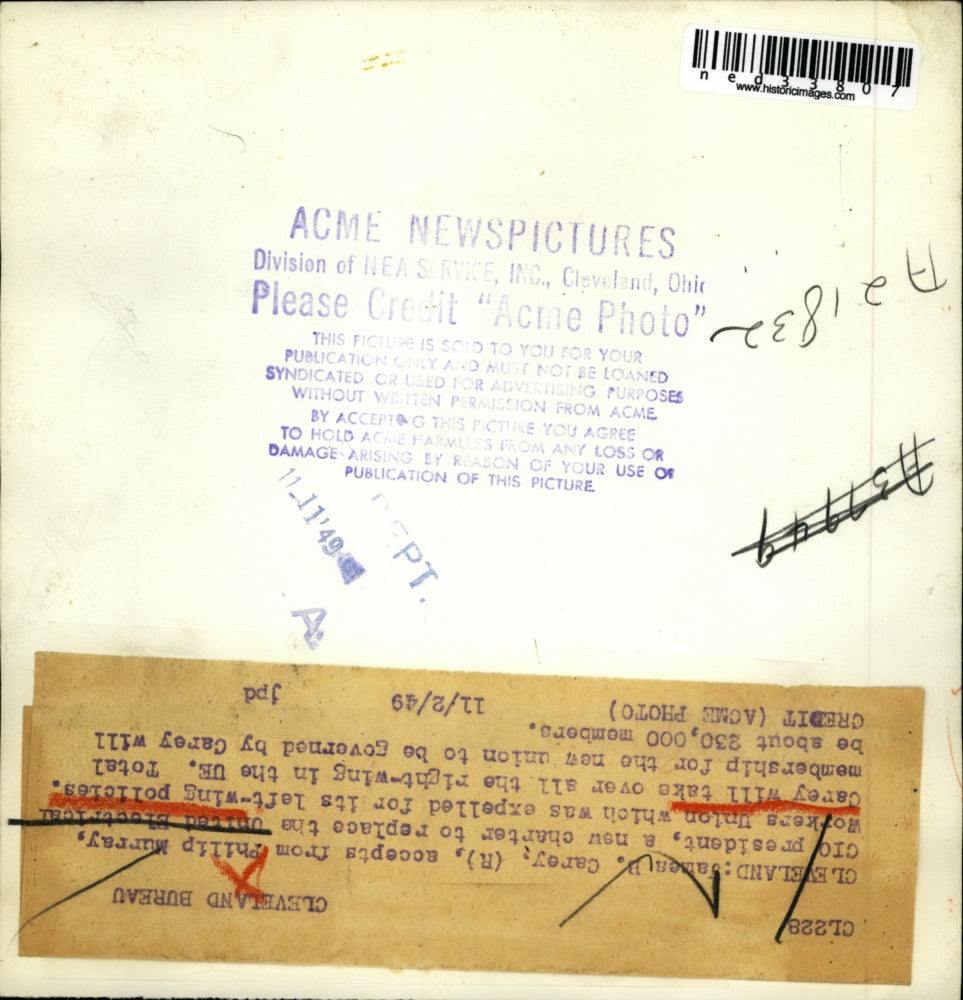 ned33807
www.historicimages.com
ACME NEWSPICTURES
Division of NEA SERVICE, INC., Cleveland, Ohio
Please Credit "Acme Photo"
THIS PICTURE IS SOLD TO YOU FOR YOUR
PUBLICATION ONLY AND MUST NOT BE LOANED
SYNDICATED OR USED FOR ADVERTISING PURPOSES
WITHOUT WRITTEN PERMISSION FROM ACME
BY ACCEPTING THIS PICTURE YOU AGREE
TO HOLD ACME HARMLESS FROM ANY LOSS OR
DAMAGE ARISING BY REASON OF YOUR USE OR
PUBLICATION OF THIS PICTURE.
A21832
11-11'49
DEPT.
A
CL228
CLEVELAND BUREAU
CLEVELAND: James B. Carey, (R), accepts from Phillip Murray,
CIO president, a new charter to replace the United Electrical
Workers Union which was expelled for its left-wing policies.
Carey will take over all the right-wing in the UE. Total
membership for the new union to be governed by Carey will
be about 230,000 members.
CREDIT (ACME PHOTO) 11/2/49 jpd